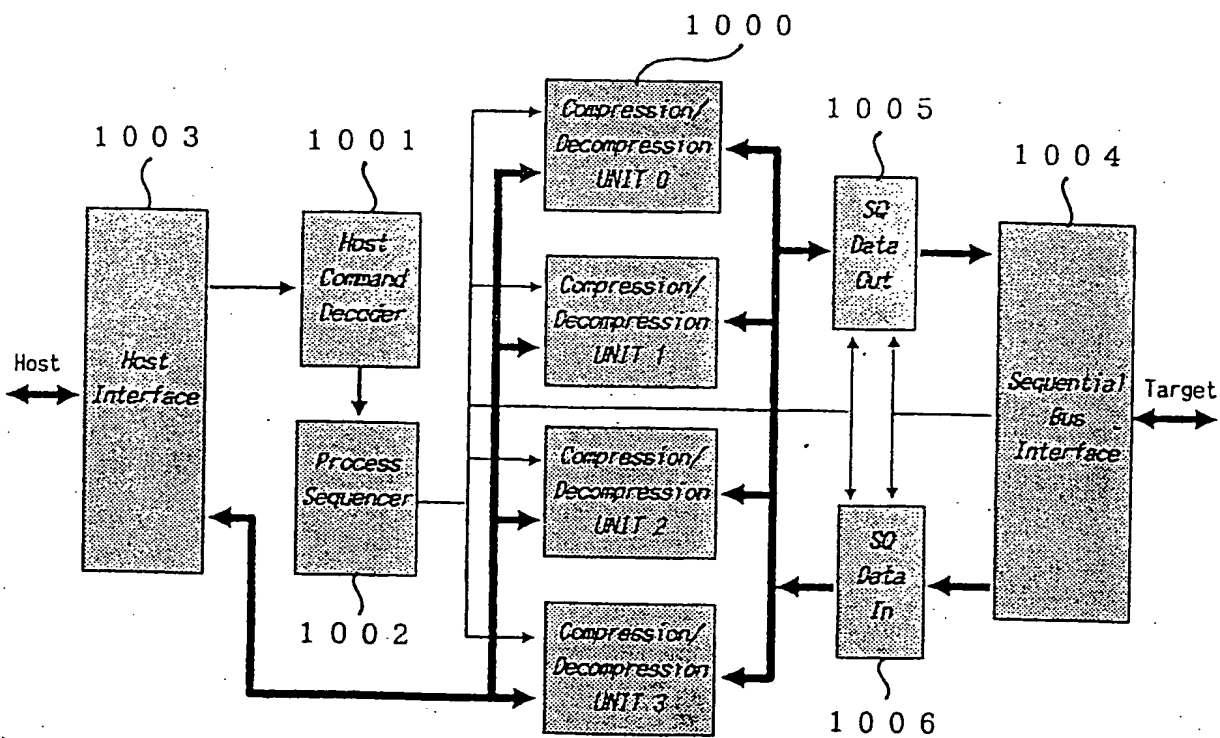 1000
1003
1001
1005
1004
Compression/
Decompression
UNIT 0
Host
Command
Decoder
SQ
Data
Out
Compression/
Decompression
UNIT 1
Host
Host
Interface
Sequential
Bus
Interface
Target
Process
Sequencer
Compression/
Decompression
UNIT 2
SQ
Data
In
1002
Compression/
Decompression
UNIT 3
1006